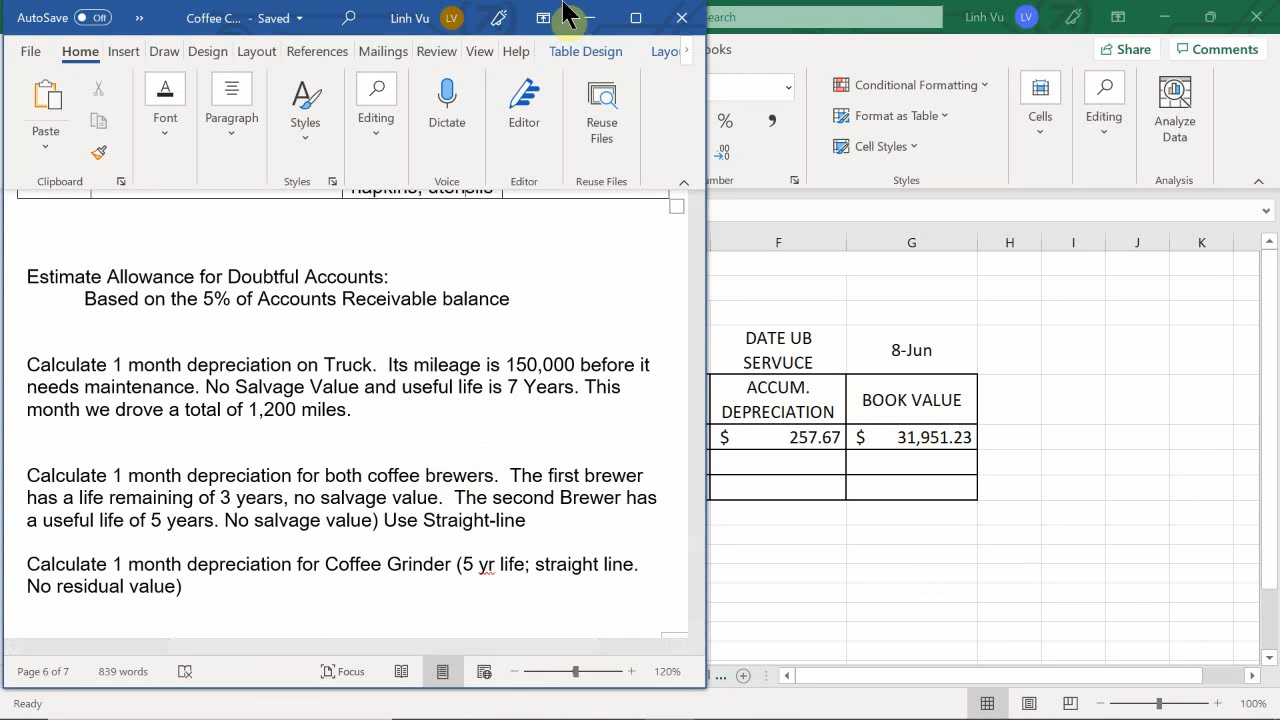 AutoSave Off Coffee C... - Saved Linh Vu LV
File Home Insert Draw Design Layout References Mailings Review View Help Table Design
Paste Font Paragraph Styles Editing Dictate Editor Reuse Files
Clipboard Styles Voice Editor Reuse Files
Estimate Allowance for Doubtful Accounts:
Based on the 5% of Accounts Receivable balance
Calculate 1 month depreciation on Truck. Its mileage is 150,000 before it
needs maintenance. No Salvage Value and useful life is 7 Years. This
month we drove a total of 1,200 miles.
Calculate 1 month depreciation for both coffee brewers. The first brewer
has a life remaining of 3 years, no salvage value. The second Brewer has
a useful life of 5 years. No salvage value) Use Straight-line
Calculate 1 month depreciation for Coffee Grinder (5 yr life; straight line.
No residual value)
Page 6 of 7 839 words Focus 120%
Linh Vu LV
Share Comments
Conditional Formatting
Format as Table
Cell Styles
Cells Editing Analyze Data
Styles Analysis
F G H I J K
DATE UB
SERVUCE 8-Jun
ACCUM.
DEPRECIATION BOOK VALUE
$ 257.67 $ 31,951.23
Ready 100%